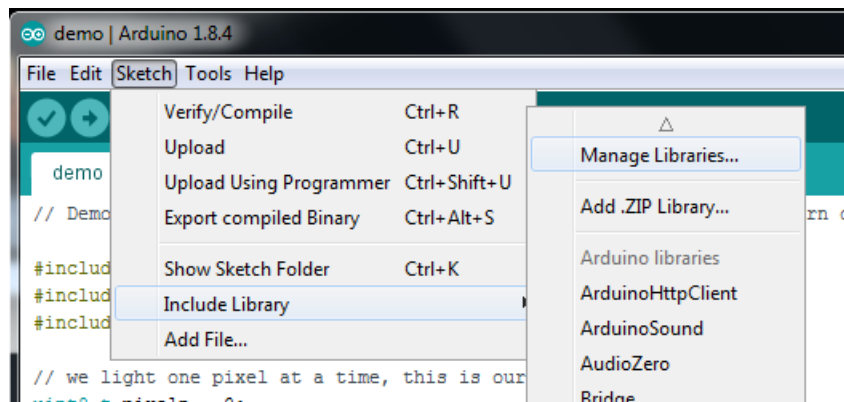 demo | Arduino 1.8.4
File Edit Sketch Tools Help
Verify/Compile Ctrl+R
Upload Ctrl+U
Upload Using Programmer Ctrl+Shift+U
Export compiled Binary Ctrl+Alt+S
Show Sketch Folder Ctrl+K
Include Library
Add File...
Manage Libraries...
Add .ZIP Library...
Arduino libraries
ArduinoHttpClient
ArduinoSound
AudioZero
Bridge
demo
// Demo
#includ
#includ
#includ
// we light one pixel at a time, this is our